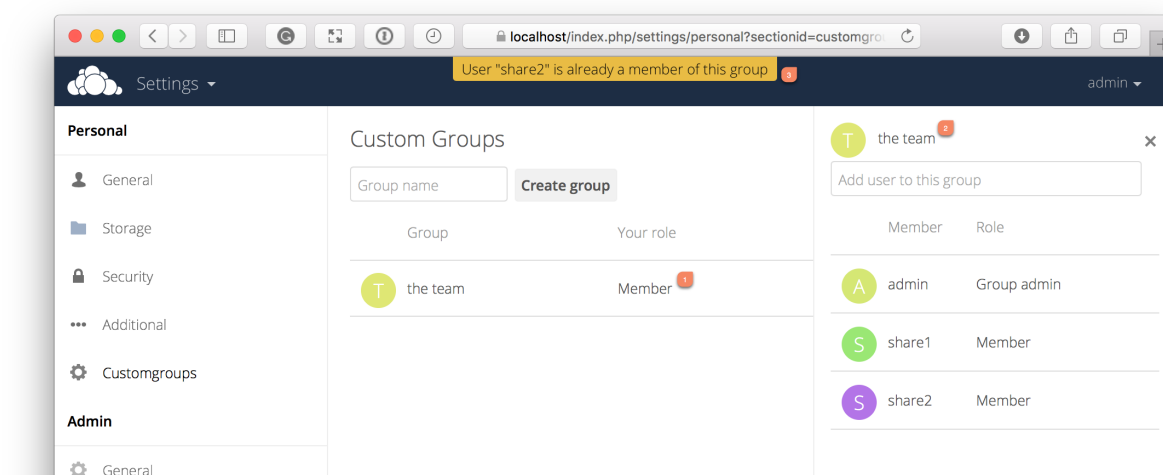 localhost/index.php/settings/personal?sectionid=customgro
Settings
User "share2" is already a member of this group
3
admin
Personal
General
Storage
Security
Additional
Customgroups
Admin
General
Custom Groups
Group name
Create group
Group Your role
T the team Member 1
T the team 2
Add user to this group
Member Role
A admin Group admin
S share1 Member
S share2 Member